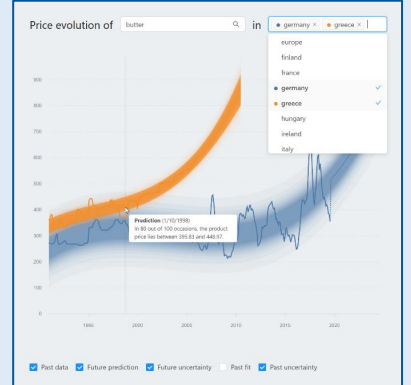 Price evolution of butter in germany × greece ×
europe
finland
france
germany
greece
hungary
ireland
italy
900
800
700
600
500
400
300
200
100
0
Prediction (1/10/1998)
In 80 out of 100 occasions, the product
price lies between 395.83 and 448.97.
1995 2000 2005 2010 2015 2020
Past data Future prediction Future uncertainty Past fit Past uncertainty